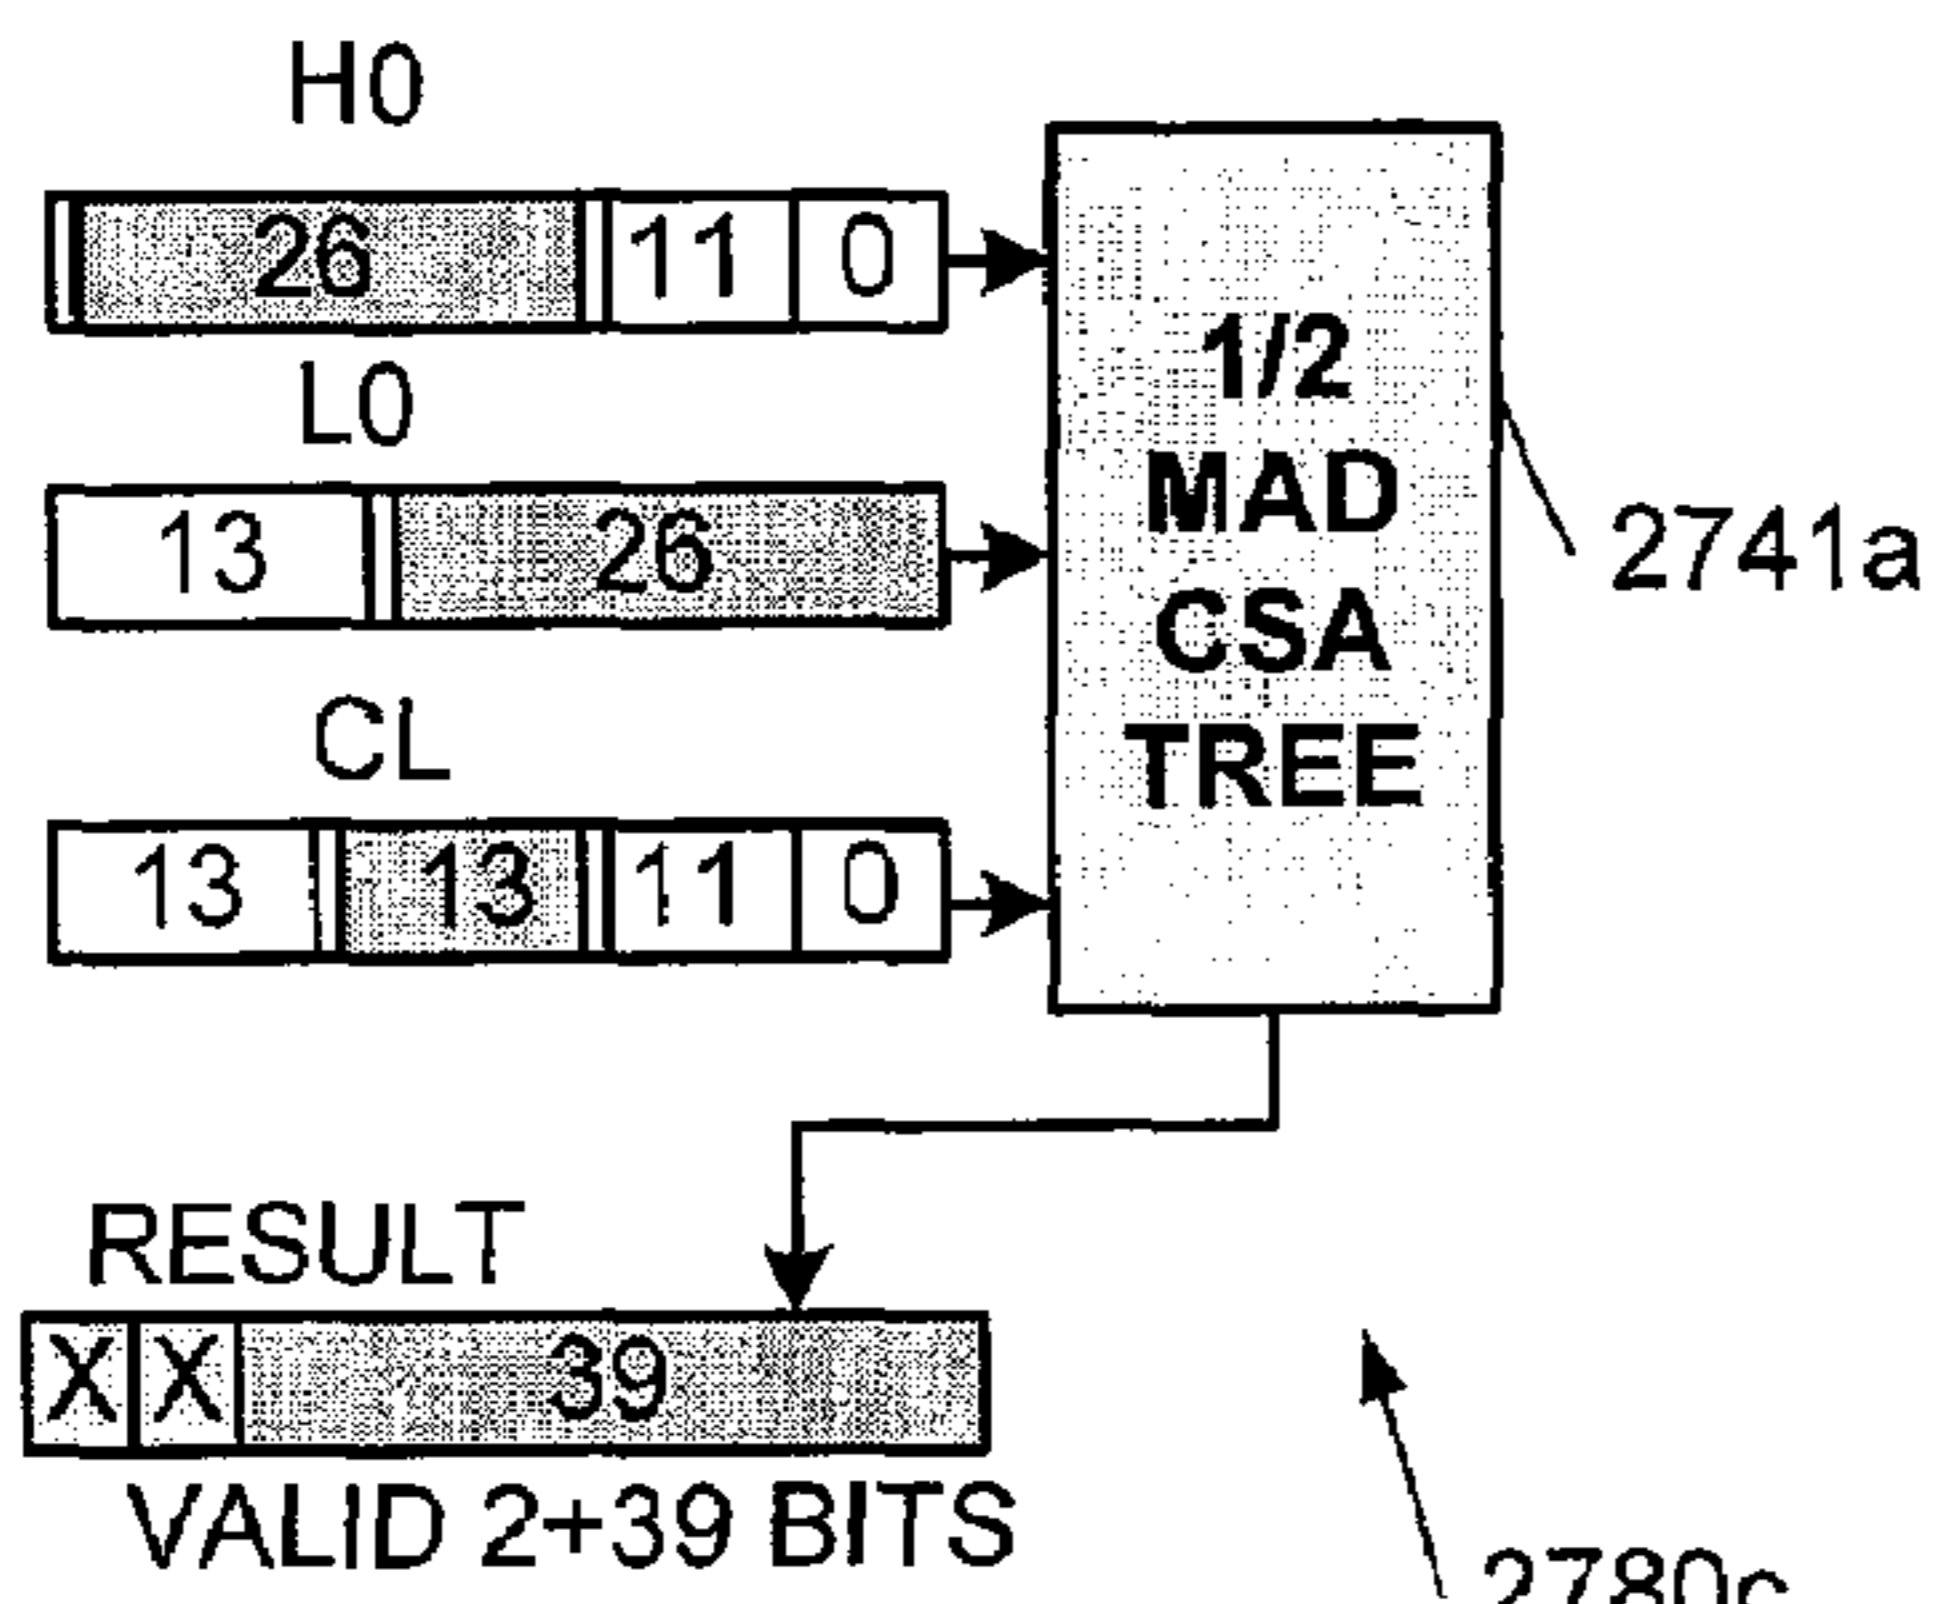 H0
26 11 0
L0
13 26
CL
13 13 11 0
1/2
MAD
CSA
TREE
2741a
RESULT
X X 39
VALID 2+39 BITS
2780c